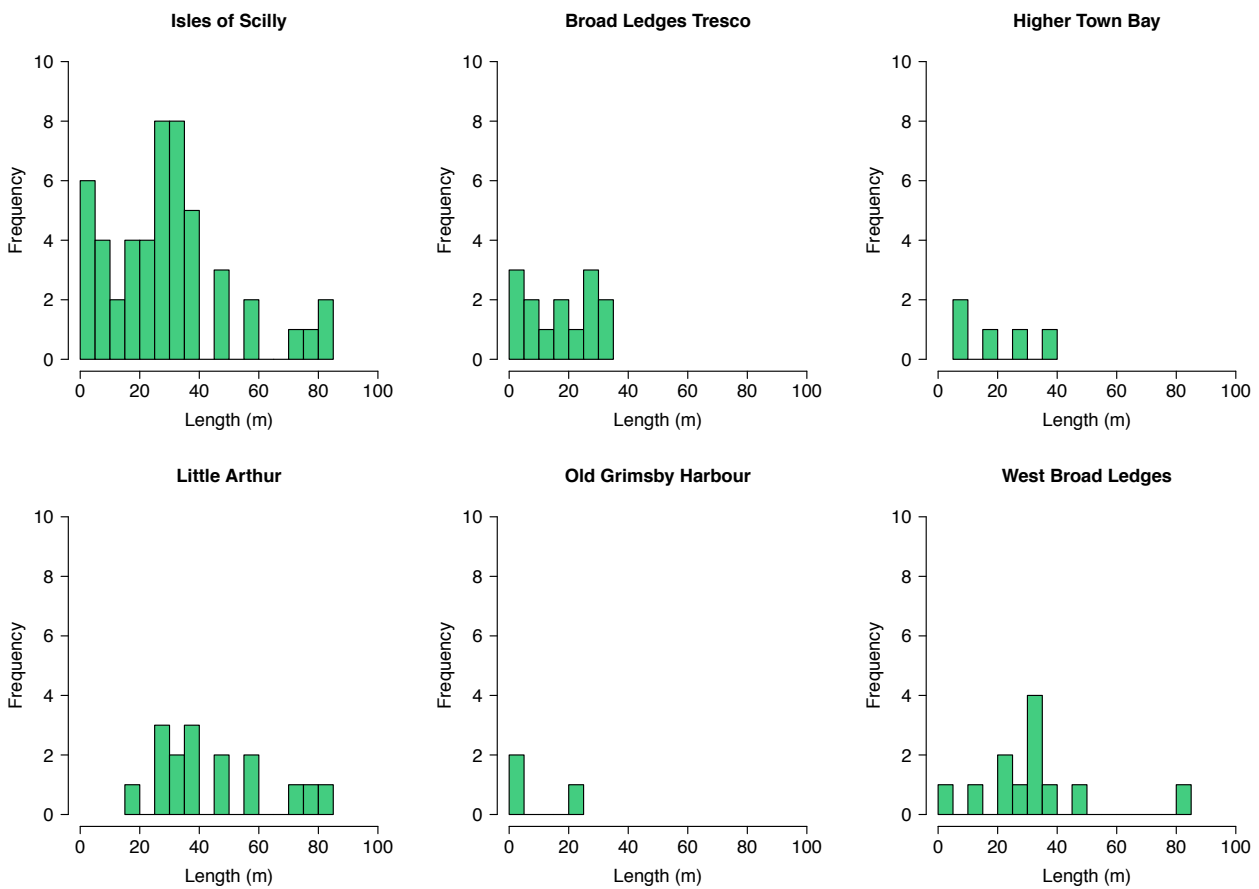 Isles of Scilly
10
8
6
4
2
0
Frequency
0 20 40 60 80 100
Length (m)
Broad Ledges Tresco
10
8
6
4
2
0
Frequency
0 20 40 60 80 100
Length (m)
Higher Town Bay
10
8
6
4
2
0
Frequency
0 20 40 60 80 100
Length (m)
Little Arthur
10
8
6
4
2
0
Frequency
0 20 40 60 80 100
Length (m)
Old Grimsby Harbour
10
8
6
4
2
0
Frequency
0 20 40 60 80 100
Length (m)
West Broad Ledges
10
8
6
4
2
0
Frequency
0 20 40 60 80 100
Length (m)